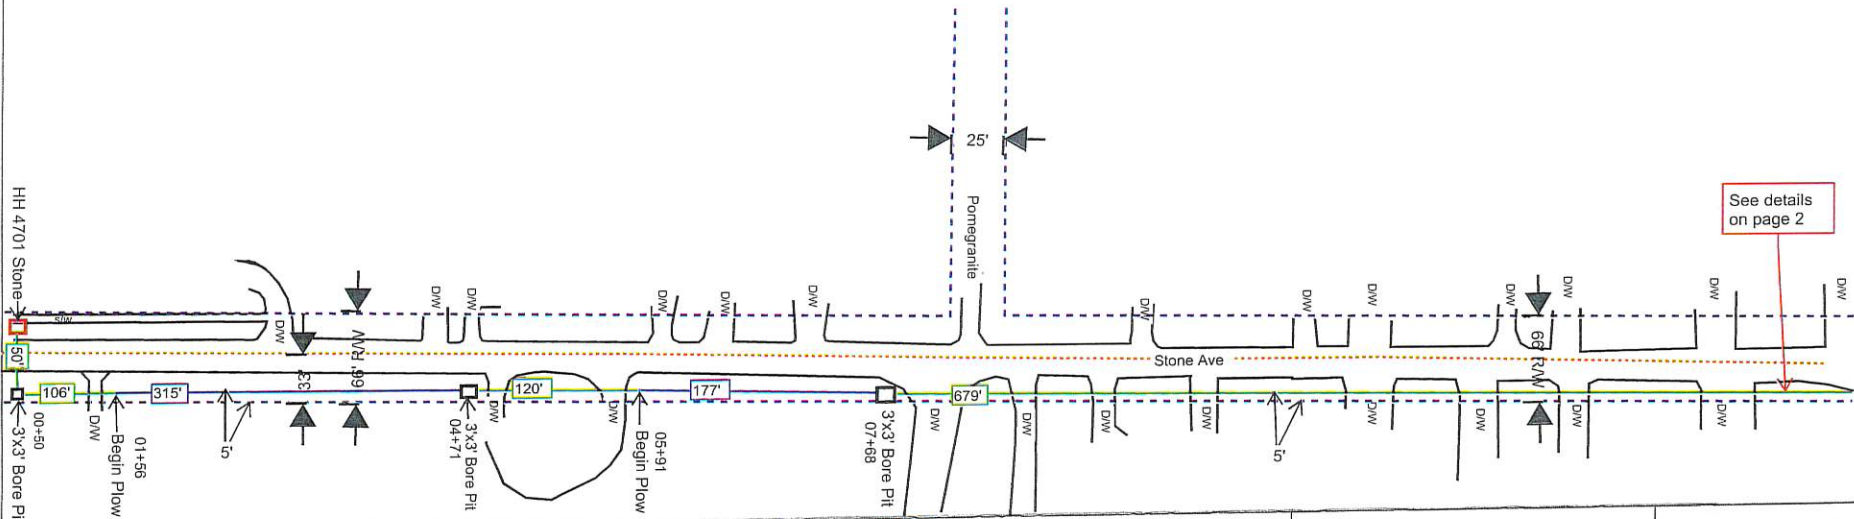 25'
Pomegranite
See details
on page 2
HH 4701 Stone
S/W
D/W
66' R/W
D/W
D/W
D/W
D/W
D/W
D/W
D/W
D/W
D/W
66' R/W
D/W
D/W
D/W
50'
Stone Ave
32'
106'
315'
120'
177'
679'
3'x3' Bore Pi
00+50
D/W
Begin Plow
01+56
5'
3'x3' Bore Pit
04+71
D/W
D/W
Begin Plow
05+91
3'x3' Bore Pit
07+68
D/W
D/W
D/W
D/W
5'
D/W
D/W
D/W
D/W